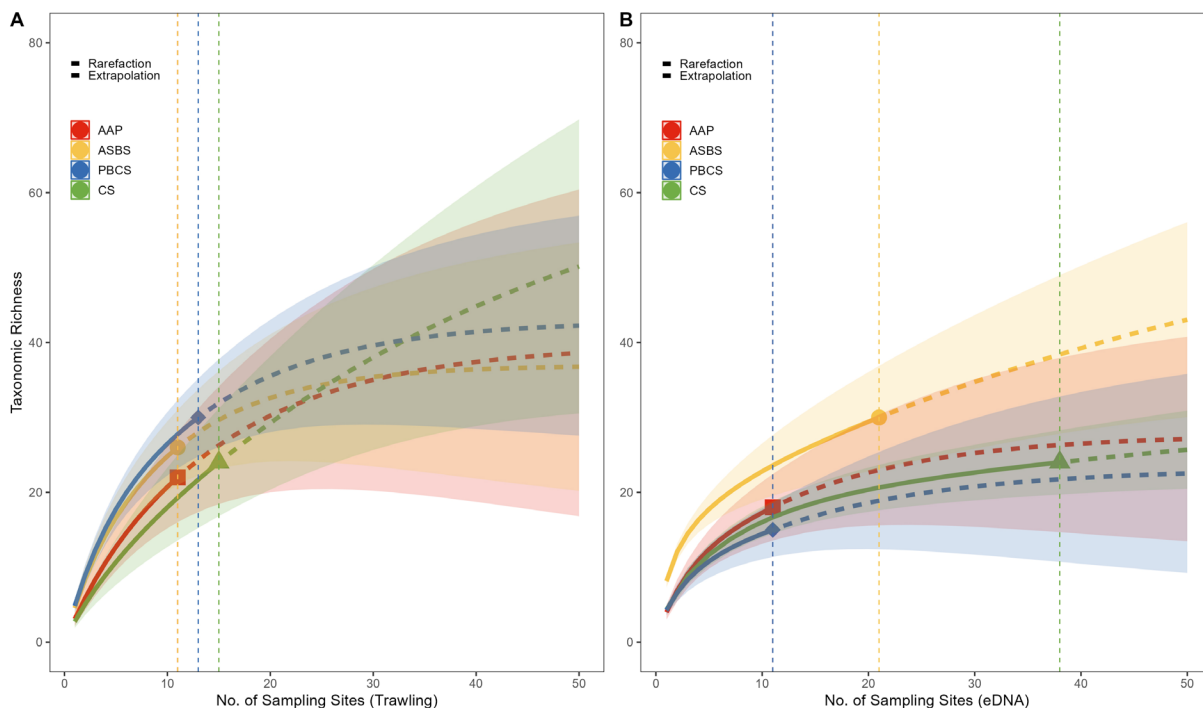 A
80
60
40
20
0
Taxonomic Richness
Rarefaction
Extrapolation
AAP
ASBS
PBCS
CS
0 10 20 30 40 50
No. of Sampling Sites (Trawling)
B
80
60
40
20
0
Rarefaction
Extrapolation
AAP
ASBS
PBCS
CS
0 10 20 30 40 50
No. of Sampling Sites (eDNA)